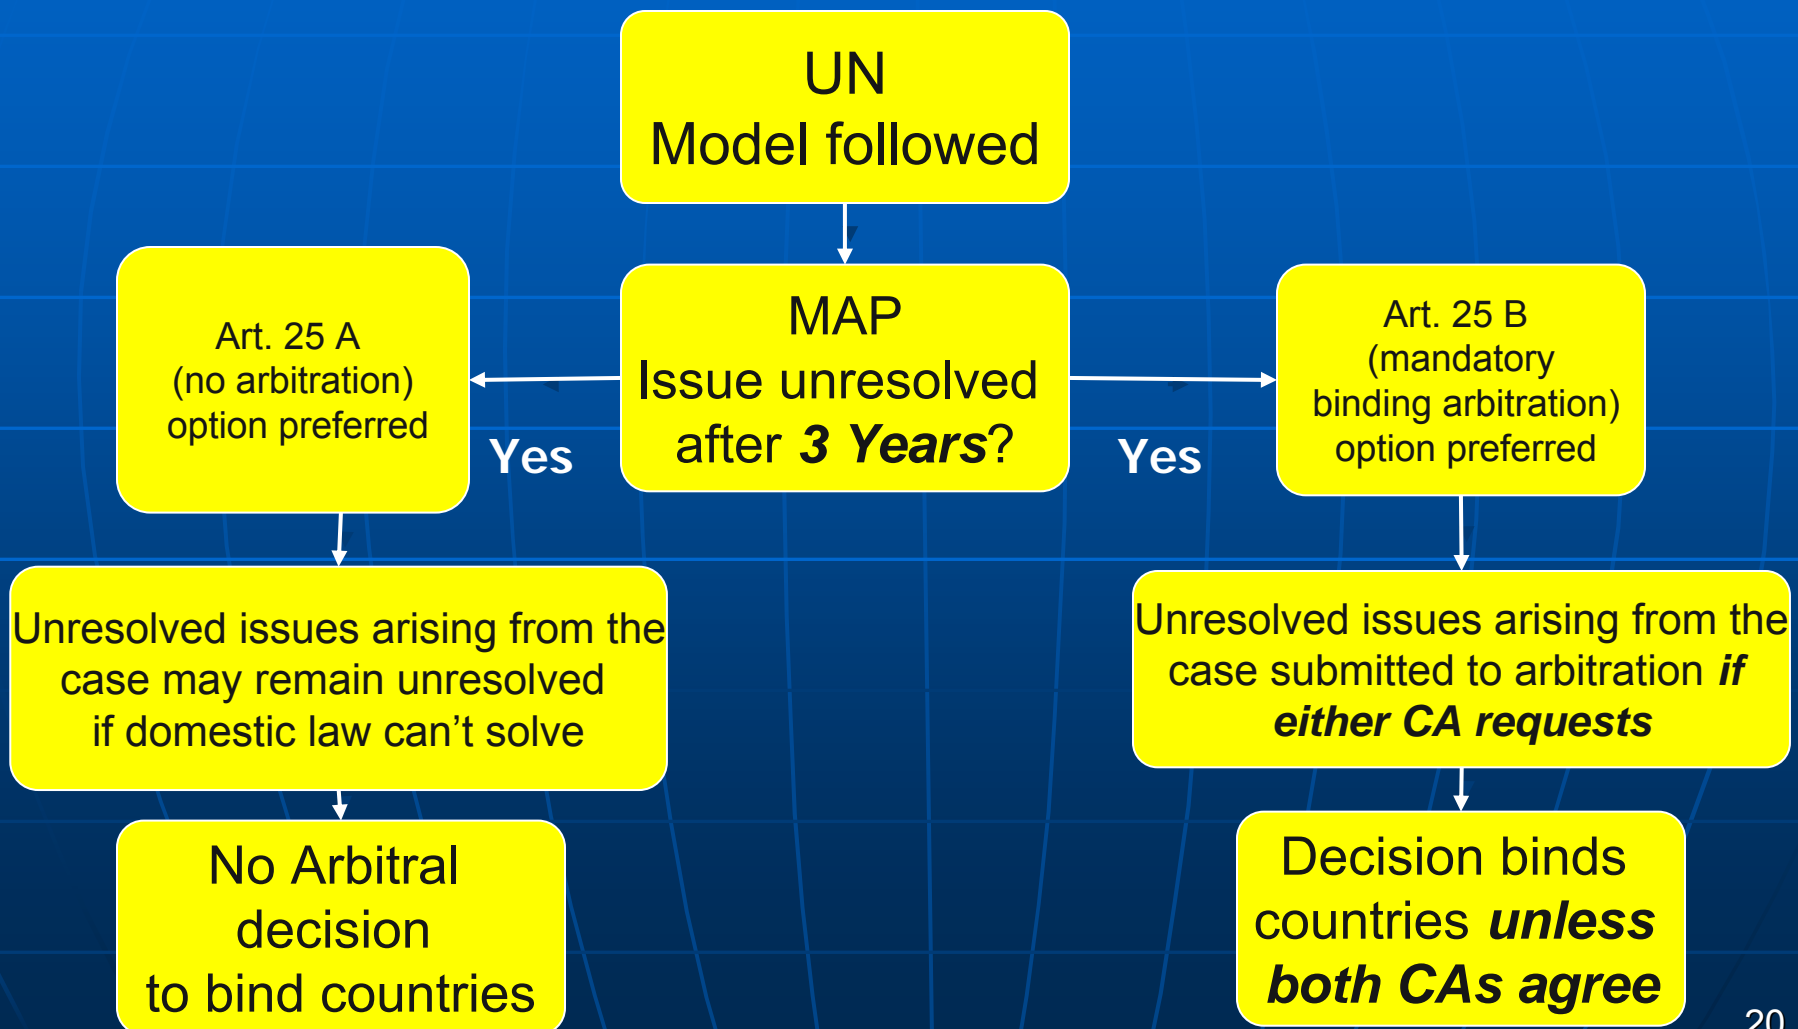 UN
Model followed
MAP
Issue unresolved
after 3 Years?
Art. 25 A
(no arbitration)
option preferred
Yes
Yes
Art. 25 B
(mandatory
binding arbitration)
option preferred
Unresolved issues arising from the
case may remain unresolved
if domestic law can’t solve
Unresolved issues arising from the
case submitted to arbitration if
either CA requests
No Arbitral
decision
to bind countries
Decision binds
countries unless
both CAs agree
20